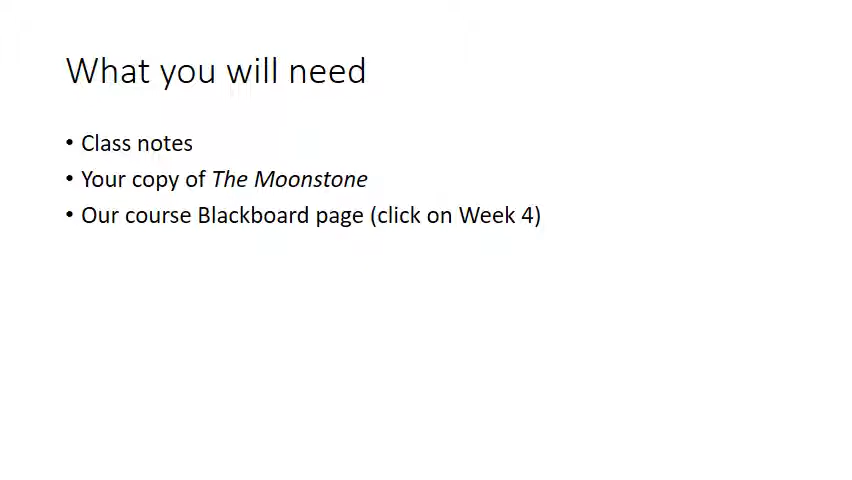 What you will need
• Class notes
• Your copy of The Moonstone
• Our course Blackboard page (click on Week 4)